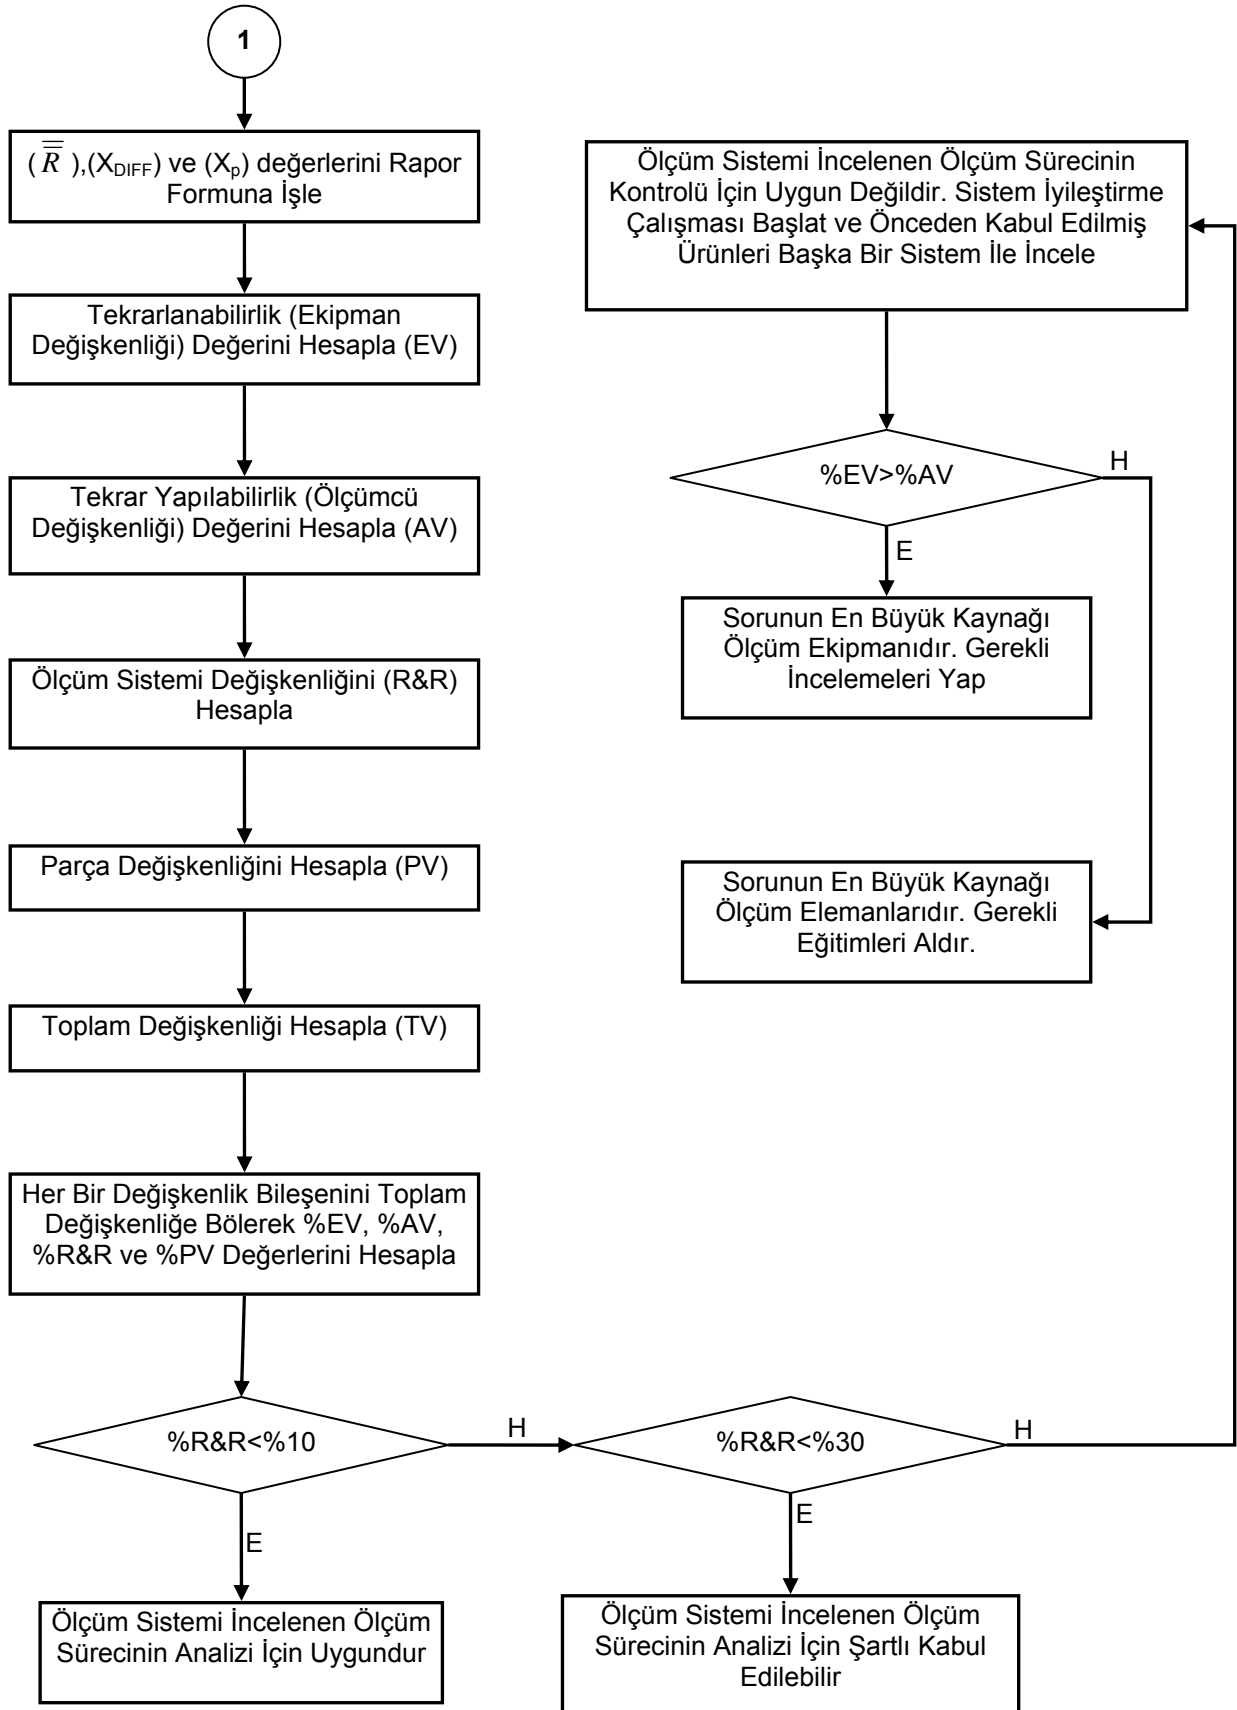 1
( R̿ ),(X_DIFF) ve (X_p) değerlerini Rapor
Formuna İşle
Tekrarlanabilirlik (Ekipman
Değişkenliği) Değerini Hesapla (EV)
Tekrar Yapılabilirlik (Ölçümcü
Değişkenliği) Değerini Hesapla (AV)
Ölçüm Sistemi Değişkenliğini (R&R)
Hesapla
Parça Değişkenliğini Hesapla (PV)
Toplam Değişkenliği Hesapla (TV)
Her Bir Değişkenlik Bileşenini Toplam
Değişkenliğe Bölerek %EV, %AV,
%R&R ve %PV Değerlerini Hesapla
%R&R<%10
H
E
Ölçüm Sistemi İncelenen Ölçüm
Sürecinin Analizi İçin Uygundur
%R&R<%30
H
E
Ölçüm Sistemi İncelenen Ölçüm
Sürecinin Analizi İçin Şartlı Kabul
Edilebilir
Ölçüm Sistemi İncelenen Ölçüm Sürecinin
Kontrolü İçin Uygun Değildir. Sistem İyileştirme
Çalışması Başlat ve Önceden Kabul Edilmiş
Ürünleri Başka Bir Sistem İle İncele
%EV>%AV
H
E
Sorunun En Büyük Kaynağı
Ölçüm Ekipmanıdır. Gerekli
İncelemeleri Yap
Sorunun En Büyük Kaynağı
Ölçüm Elemanlarıdır. Gerekli
Eğitimleri Aldır.